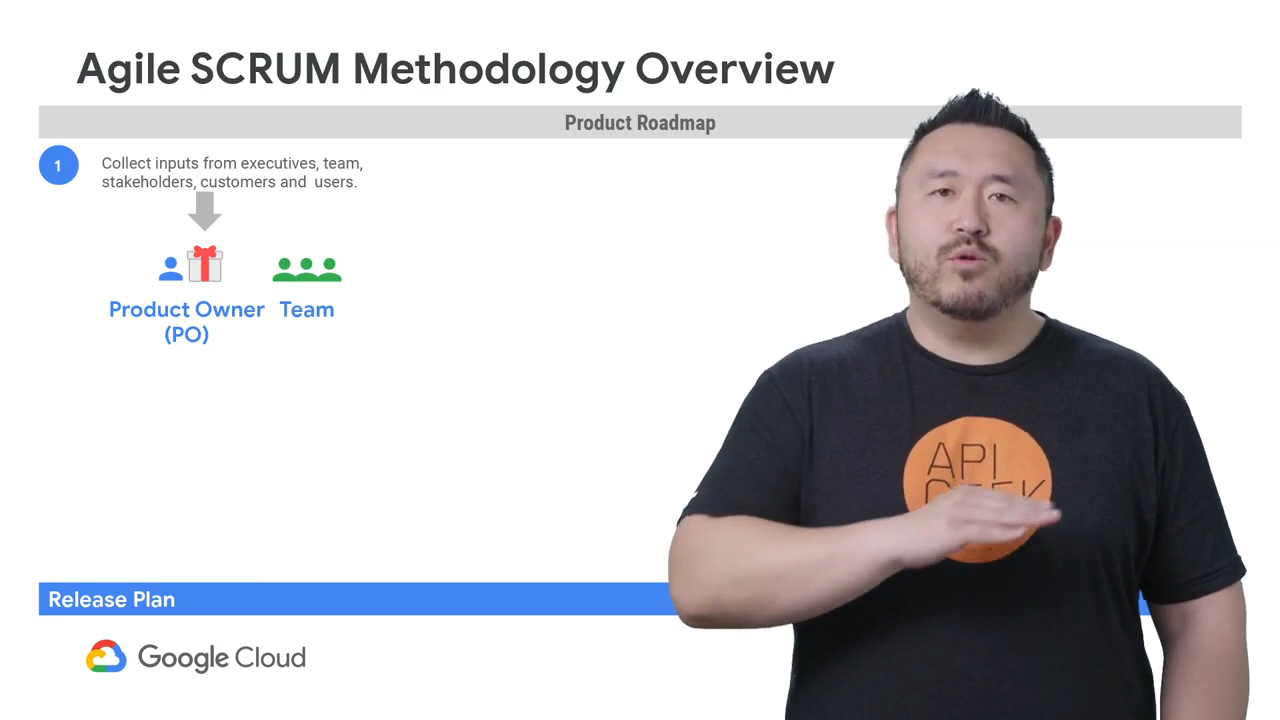 Agile SCRUM Methodology Overview
Product Roadmap
1
Collect inputs from executives, team,
stakeholders, customers and users.
Product Owner
(PO)
Team
API
Release Plan
Google Cloud